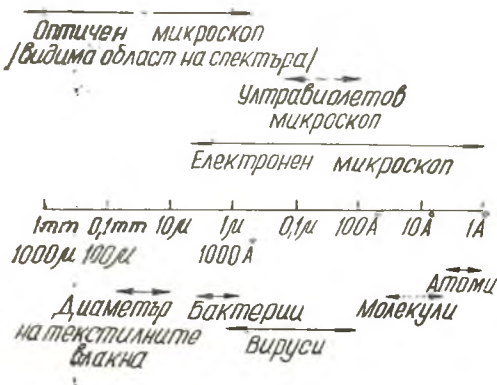 Оптичен микроскоп
/видима област на спектъра/
Ултравиолетов
микроскоп
Електронен микроскоп
1mm 0,1mm 10μ 1μ 0,1μ 100Å 10Å 1Å
1000μ 100μ 1000Å
Диаметър
на текстилните
влакна
Бактерии
Вируси
Молекули
Атоми